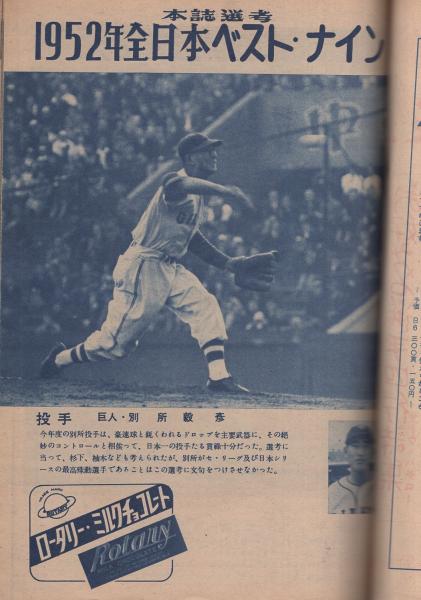 本誌選考
1952年全日本ベスト・ナイン
投手 巨人・別所毅彦
今年度の別所投手は、豪速球と鋭くわれるドロップを主要武器に、その絶
妙のコントロールと相俟って、日本一の投手たる貫禄十分だった。選考に
当って、杉下、柚木なども考えられたが、別所がセ・リーグ及び日本シリ
ーズの最高殊勲選手であることはこの選考に文句をつけさせなかった。
ROTARY
ロータリー・ミルクチョコレート
Rotary